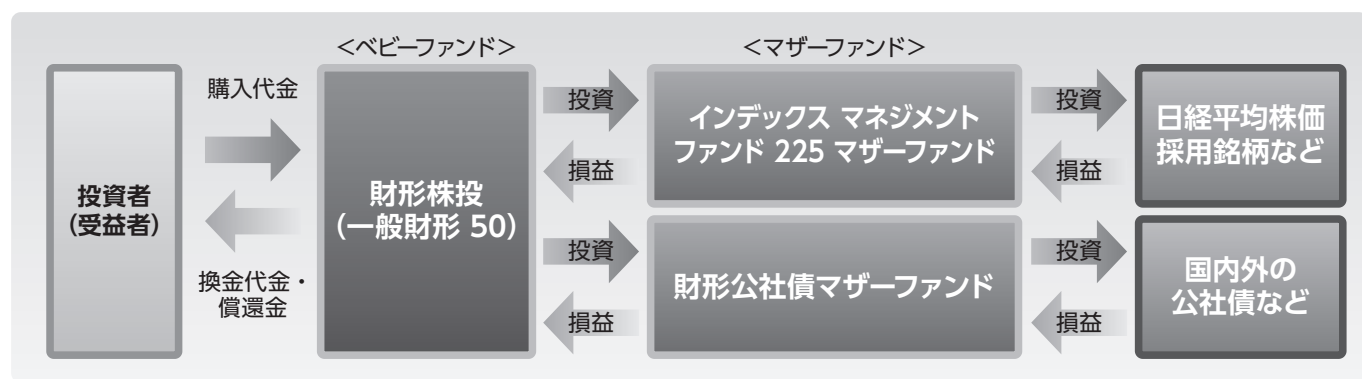 <ベビーファンド>
<マザーファンド>
投資者
(受益者)
購入代金
換金代金・
償還金
財形株投
(一般財形 50)
投資
損益
投資
損益
インデックス マネジメント
ファンド 225 マザーファンド
財形公社債マザーファンド
投資
損益
投資
損益
日経平均株価
採用銘柄など
国内外の
公社債など